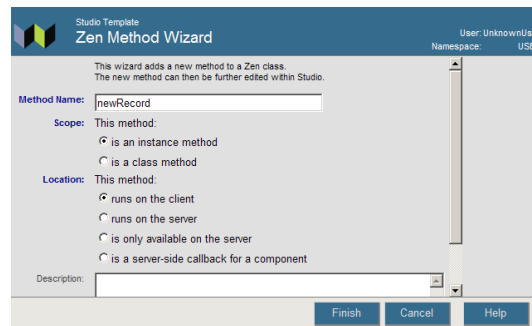 Studio Template
Zen Method Wizard
User: UnknownUs
Namespace: USE
This wizard adds a new method to a Zen class.
The new method can then be further edited within Studio.
Method Name: newRecord
Scope: This method:
is an instance method
is a class method
Location: This method:
runs on the client
runs on the server
is only available on the server
is a server-side callback for a component
Description:
Finish Cancel Help